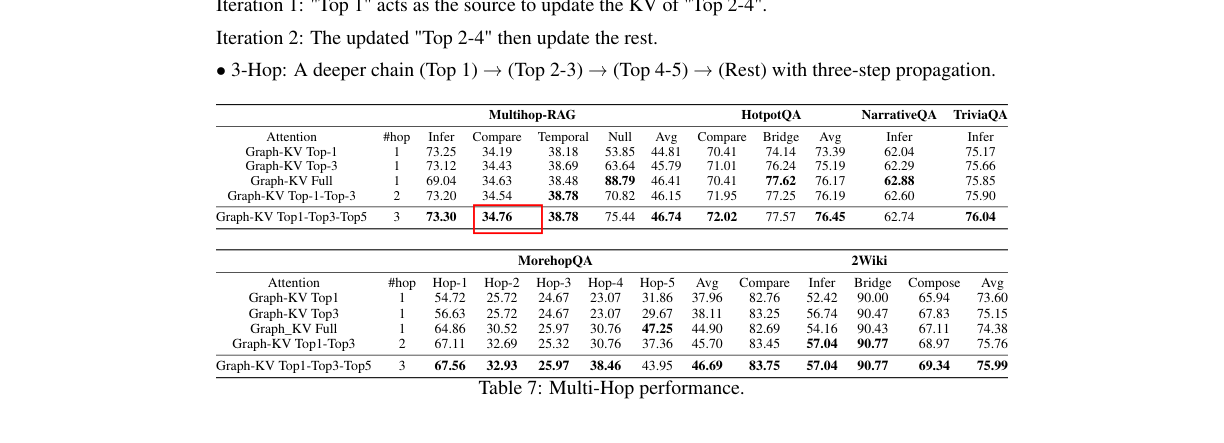 Iteration 1: "Top 1" acts as the source to update the KV of "Top 2-4".
Iteration 2: The updated "Top 2-4" then update the rest.
• 3-Hop: A deeper chain (Top 1) → (Top 2-3) → (Top 4-5) → (Rest) with three-step propagation.
Multihop-RAG HotpotQA NarrativeQA TriviaQA
Attention #hop Infer Compare Temporal Null Avg Compare Bridge Avg Infer Infer
Graph-KV Top-1 1 73.25 34.19 38.18 53.85 44.81 70.41 74.14 73.39 62.04 75.17
Graph-KV Top-3 1 73.12 34.43 38.69 63.64 45.79 71.01 76.24 75.19 62.29 75.66
Graph-KV Full 1 69.04 34.63 38.48 88.79 46.41 70.41 77.62 76.17 62.88 75.85
Graph-KV Top-1-Top-3 2 73.20 34.54 38.78 70.82 46.15 71.95 77.25 76.19 62.60 75.90
Graph-KV Top1-Top3-Top5 3 73.30 34.76 38.78 75.44 46.74 72.02 77.57 76.45 62.74 76.04
MorehopQA 2Wiki
Attention #hop Hop-1 Hop-2 Hop-3 Hop-4 Hop-5 Avg Compare Infer Bridge Compose Avg
Graph-KV Top1 1 54.72 25.72 24.67 23.07 31.86 37.96 82.76 52.42 90.00 65.94 73.60
Graph-KV Top3 1 56.63 25.72 24.67 23.07 29.67 38.11 83.25 56.74 90.47 67.83 75.15
Graph_KV Full 1 64.86 30.52 25.97 30.76 47.25 44.90 82.69 54.16 90.43 67.11 74.38
Graph-KV Top1-Top3 2 67.11 32.69 25.32 30.76 37.36 45.70 83.45 57.04 90.77 68.97 75.76
Graph-KV Top1-Top3-Top5 3 67.56 32.93 25.97 38.46 43.95 46.69 83.75 57.04 90.77 69.34 75.99
Table 7: Multi-Hop performance.